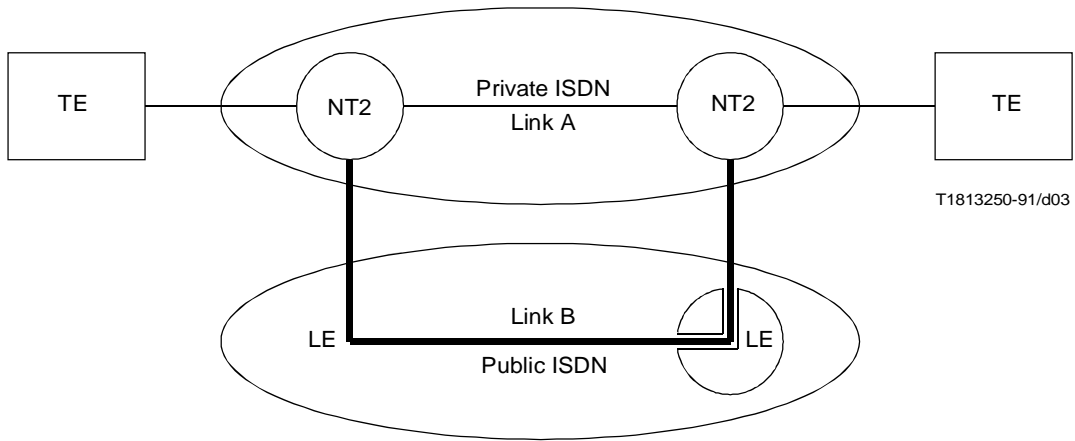 TE
NT2
Private ISDN
Link A
NT2
TE
T1813250-91/d03
Link B
LE
LE
Public ISDN